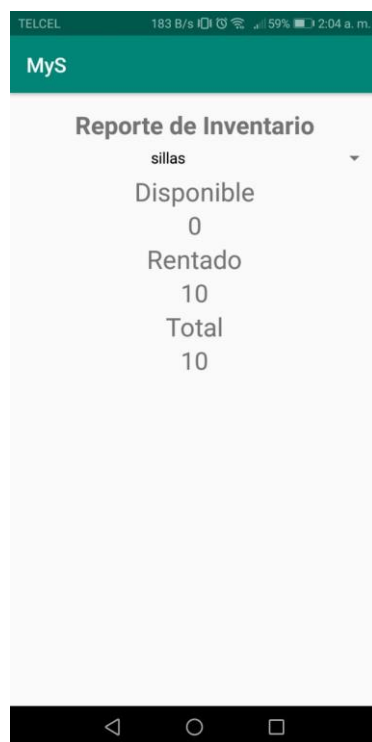 TELCEL 183 B/s 59% 2:04 a. m.
MyS
Reporte de Inventario
sillas
Disponible
0
Rentado
10
Total
10